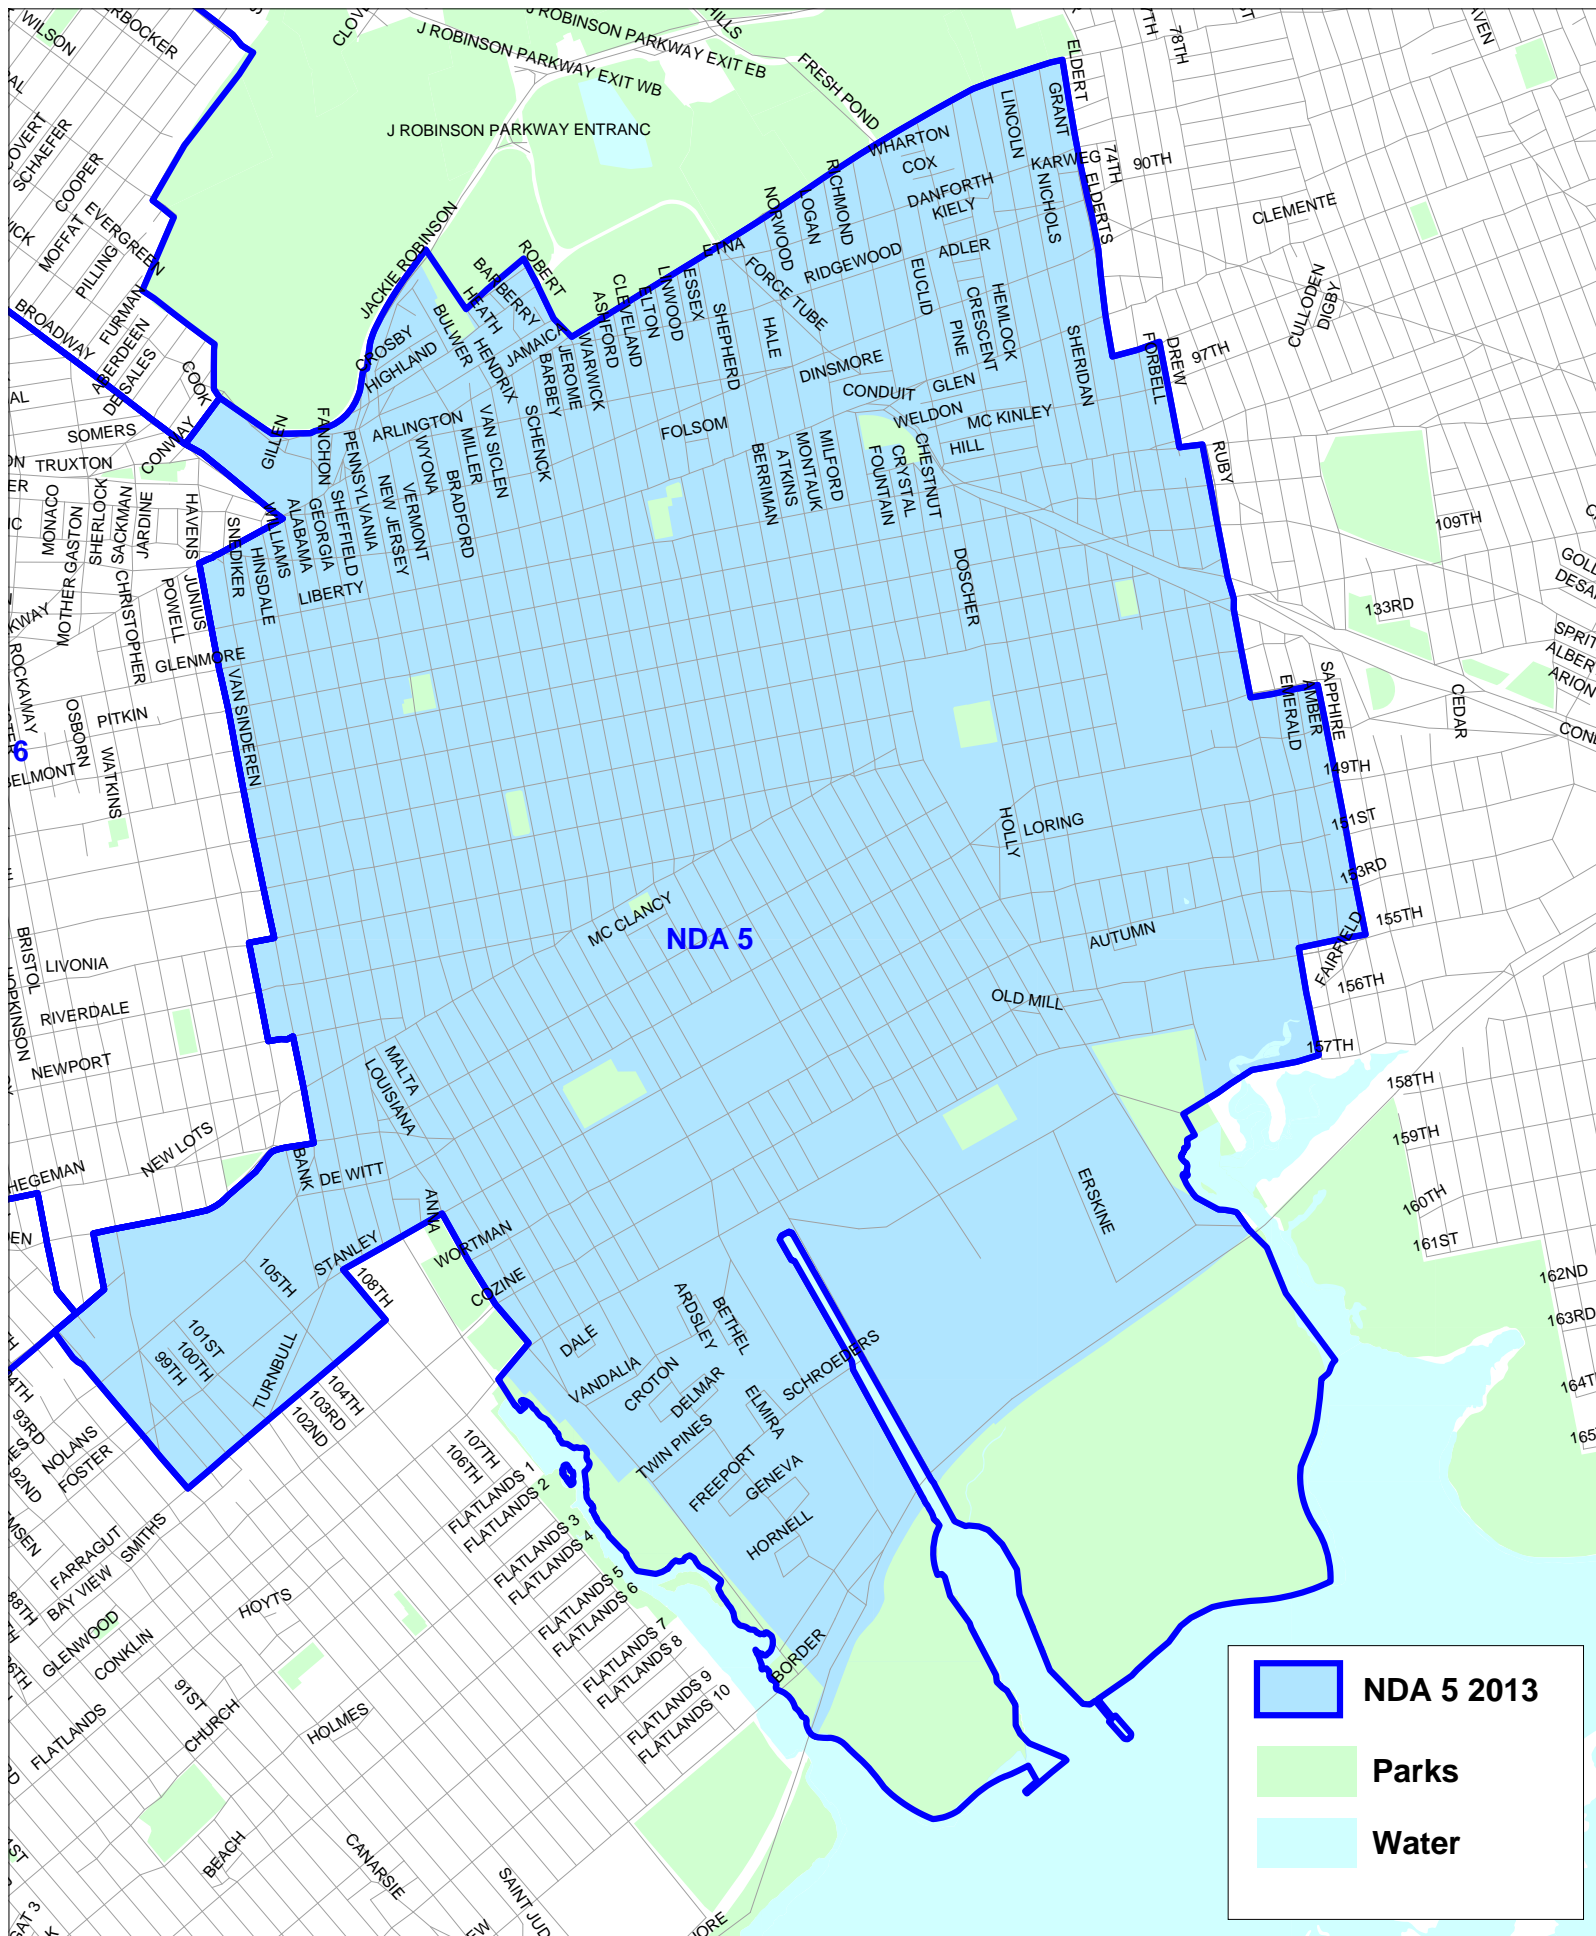 WILSON
J ROBINSON PARKWAY EXIT WB
J ROBINSON PARKWAY EXIT EB
HILLS
FRESH POND
ELDERT
78TH
J ROBINSON PARKWAY ENTRANC
WHARTON
COX
LINCOLN
GRANT
KARWEG
74TH
90TH
SCHAEFER
COOPER
EVERGREEN
MOFFAT
PILLING
FURMAN
BROADWAY
ABERDEEN
DE SALES
COOK
SOMERS
CONWAY
TRUXTON
JACKIE ROBINSON
ROBERT
BARBERRY
HEATH
BULWER
HENDRIX
JAMAICA
CROSBY
HIGHLAND
ARLINGTON
BARBEY
JEROME
WARWICK
ASHFORD
CLEVELAND
ELTON
LINWOOD
ESSEX
ETNA
SHEPHERD
NORWOOD
LOGAN
RICHMOND
FORCE TUBE
HALE
RIDGEWOOD
DANFORTH
KIELY
ADLER
NICHOLS
ELDERTS
EUCLID
PINE
CRESCENT
HEMLOCK
SHERIDAN
FORBELL
DREW
97TH
CLEMENTE
CULLODEN
DIGBY
DINSMORE
CONDUIT
GLEN
WELDON
MC KINLEY
HILL
FOLSOM
BERRIMAN
ATKINS
MONTAUK
MILFORD
FOUNTAIN
CRYSTAL
CHESTNUT
RUBY
109TH
GILLEN
FANCHON
PENNSYLVANIA
SHEFFIELD
GEORGIA
ALABAMA
WILLIAMS
HINSDALE
SNEDIKER
NEW JERSEY
VERMONT
WYONA
BRADFORD
MILLER
VAN SICLEN
SCHENCK
LIBERTY
MONACO
MOTHER GASTON
SHERLOCK
SACKMAN
JARDINE
HAVENS
CHRISTOPHER
POWELL
JUNIUS
GLENMORE
VAN SINDEREN
ROCKAWAY
OSBORN
PITKIN
WATKINS
BELMONT
6
DOSCHER
133RD
CEDAR
EMERALD
AMBER
SAPPHIRE
149TH
151ST
153RD
155TH
FAIRFIELD
156TH
157TH
HOLLY
LORING
AUTUMN
OLD MILL
MC CLANCY
NDA 5
BRISTOL
HOPKINSON
LIVONIA
RIVERDALE
NEWPORT
MALTA
LOUISIANA
NEW LOTS
HEGEMAN
BANK
DE WITT
ANNA
STANLEY
WORTMAN
COZINE
105TH
108TH
101ST
100TH
99TH
TURNBULL
104TH
103RD
102ND
DALE
VANDALIA
ARDSLEY
BETHEL
CROTON
DELMAR
TWIN PINES
ELMIRA
SCHROEDERS
FREEPORT
GENEVA
HORNELL
BORDER
ERSKINE
158TH
159TH
160TH
161ST
162ND
163RD
93RD
92ND
NOLANS
FOSTER
FARRAGUT
BAY VIEW
SMITHS
88TH
GLENWOOD
CONKLIN
HOYTS
91ST
CHURCH
HOLMES
FLATLANDS
BEACH
CANARSIE
107TH
106TH
FLATLANDS 1
FLATLANDS 2
FLATLANDS 3
FLATLANDS 4
FLATLANDS 5
FLATLANDS 6
FLATLANDS 7
FLATLANDS 8
FLATLANDS 9
FLATLANDS 10
SAINT JUD
NDA 5 2013
Parks
Water